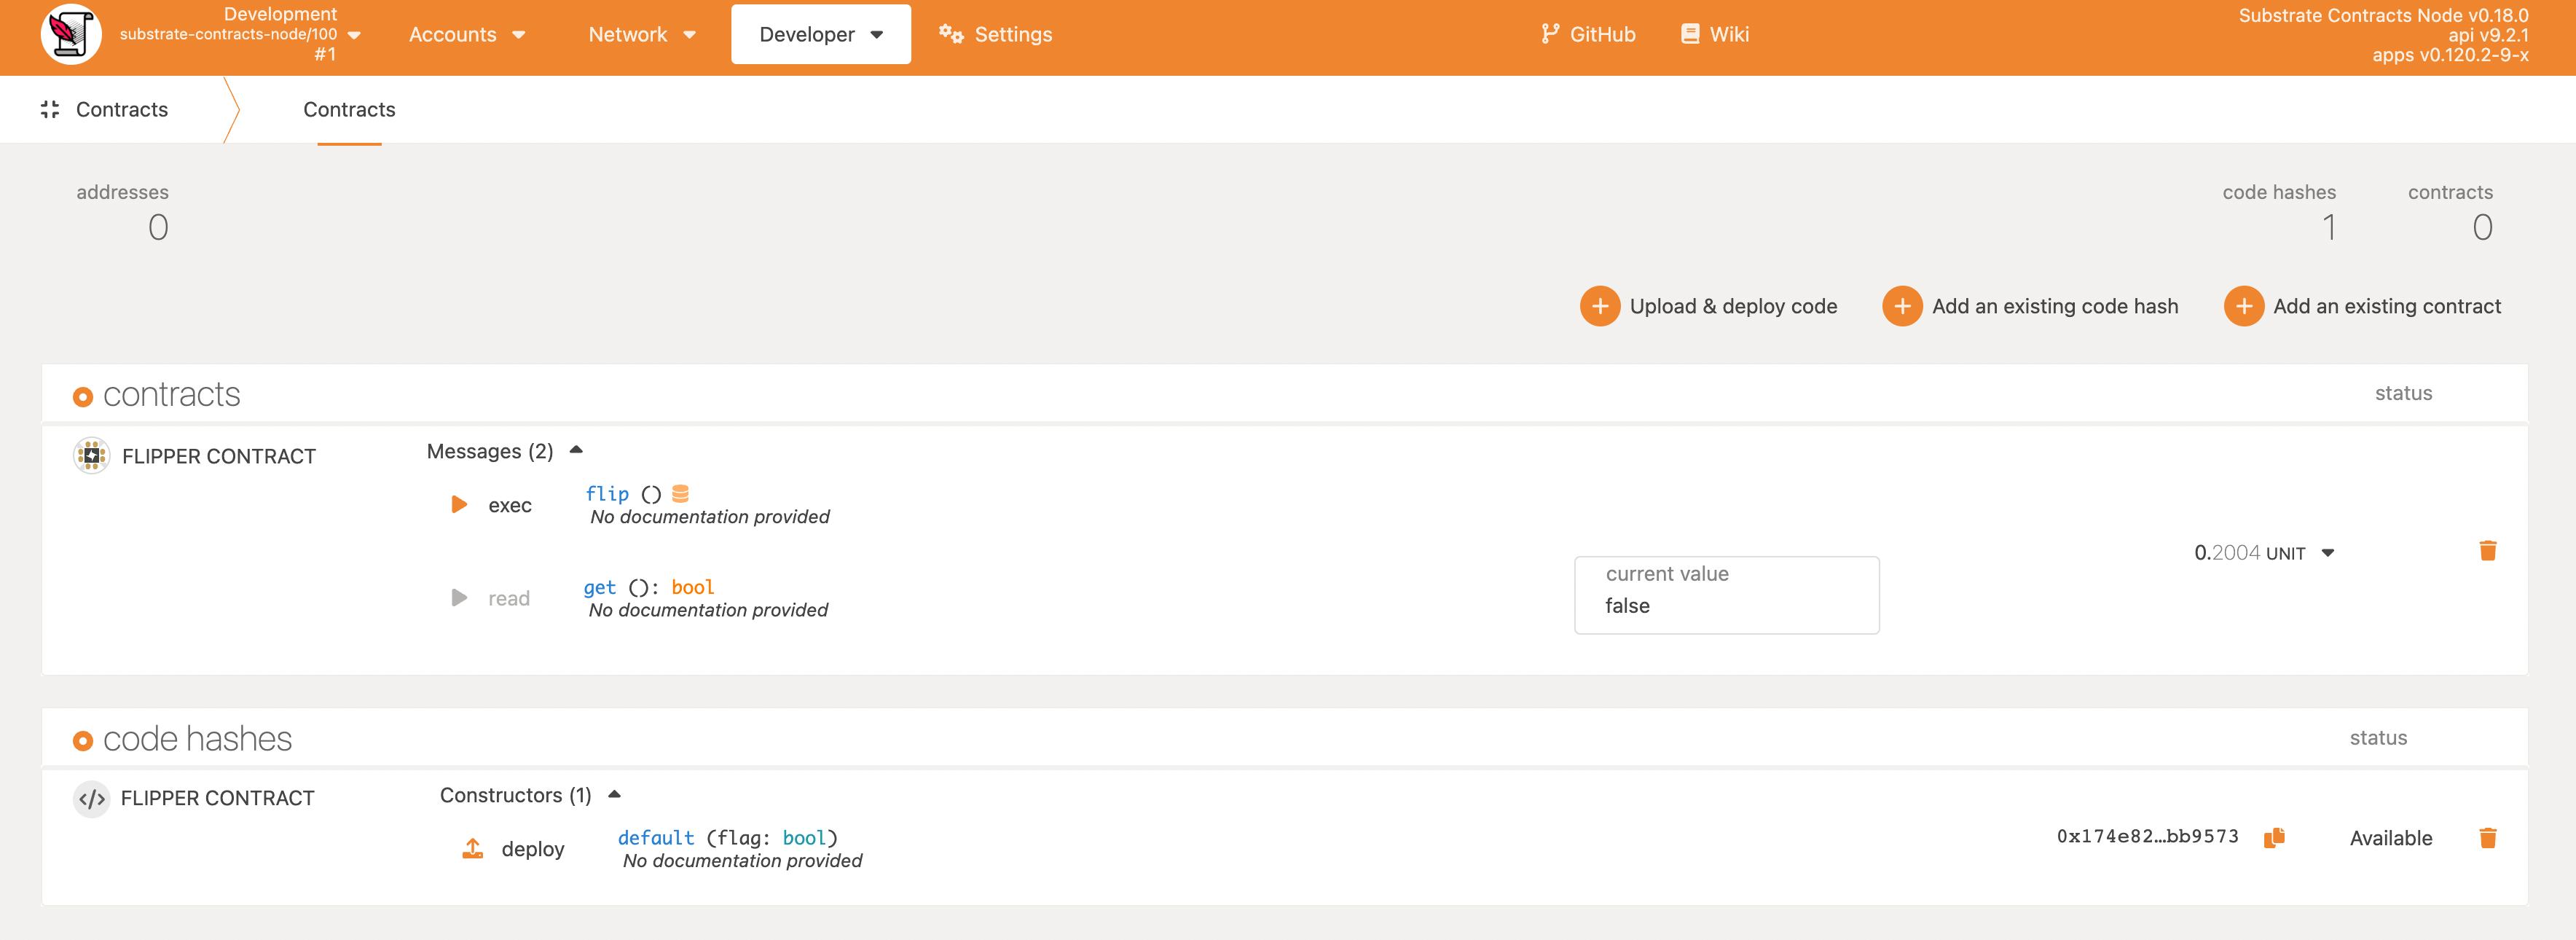 Development
substrate-contracts-node/100
#1
Accounts
Network
Developer
Settings
GitHub
Wiki
Substrate Contracts Node v0.18.0
api v9.2.1
apps v0.120.2-9-x
Contracts
Contracts
addresses
0
code hashes
1
contracts
0
Upload & deploy code
Add an existing code hash
Add an existing contract
contracts
status
FLIPPER CONTRACT
Messages (2)
exec
flip ()
No documentation provided
read
get (): bool
No documentation provided
current value
false
0.2004 UNIT
code hashes
status
FLIPPER CONTRACT
Constructors (1)
deploy
default (flag: bool)
No documentation provided
0x174e82…bb9573
Available